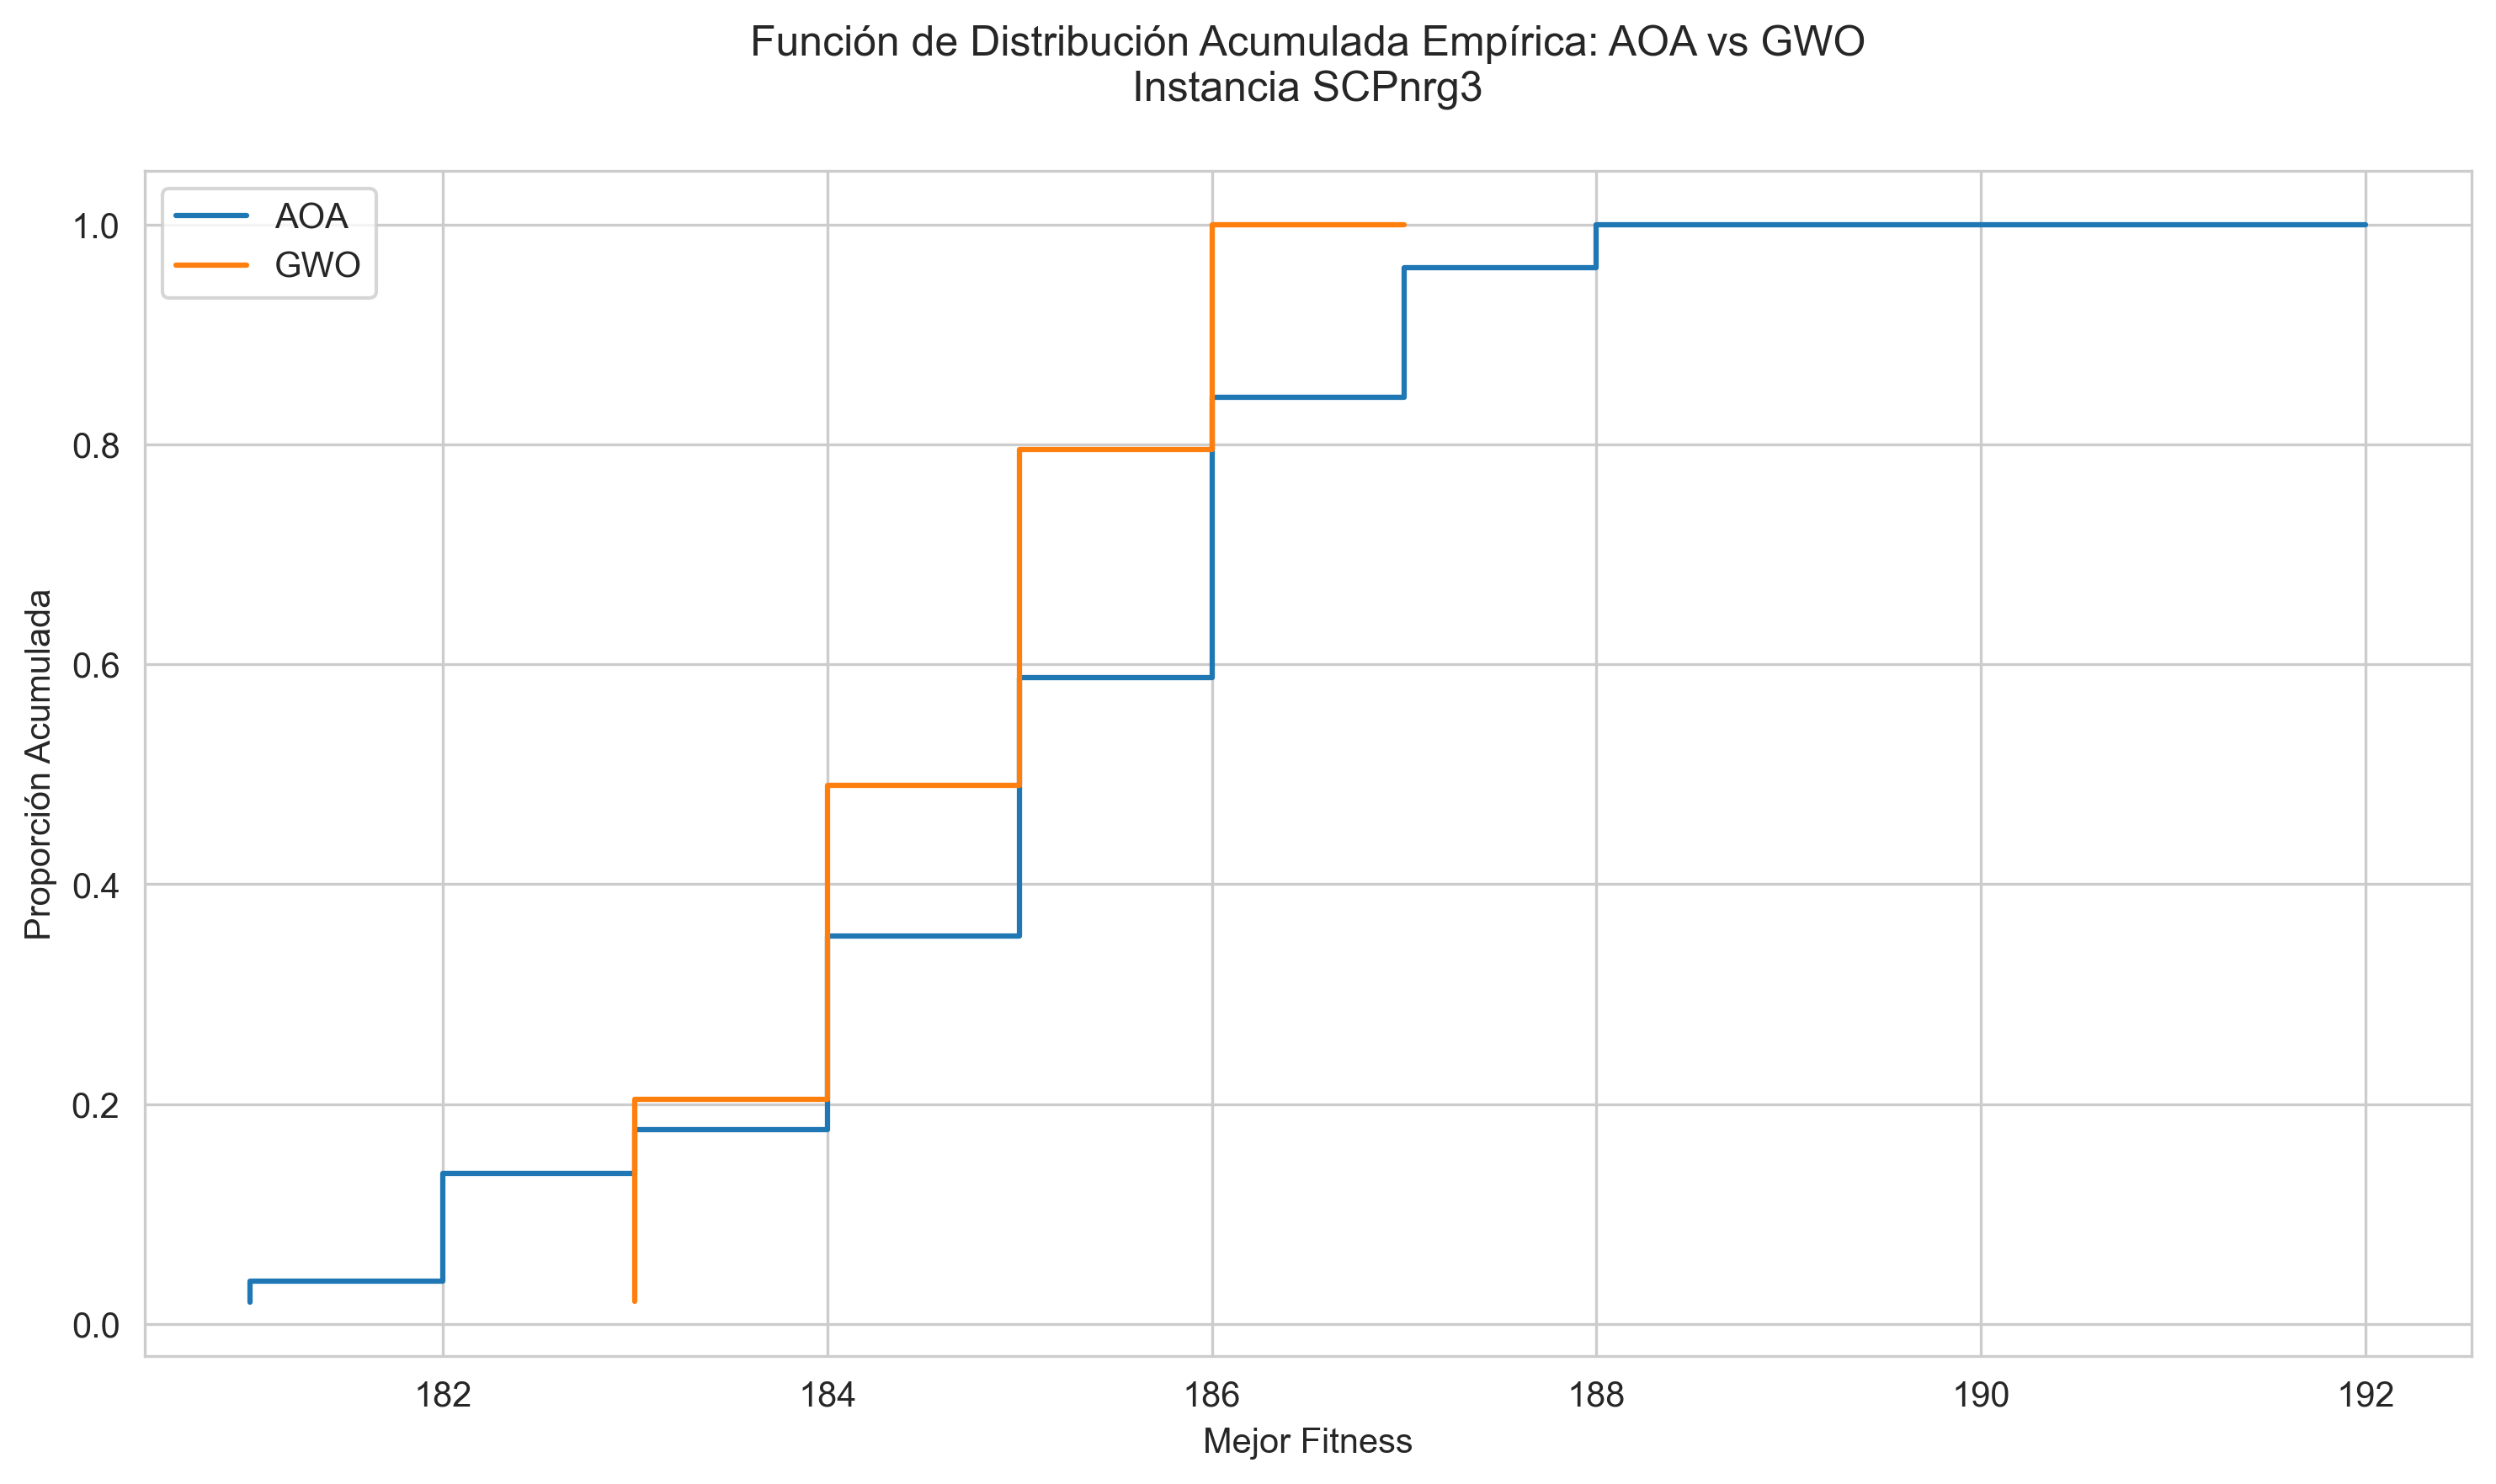 Función de Distribución Acumulada Empírica: AOA vs GWO
Instancia SCPnrg3
AOA
GWO
1.0
0.8
0.6
0.4
0.2
0.0
Proporción Acumulada
182
184
186
188
190
192
Mejor Fitness